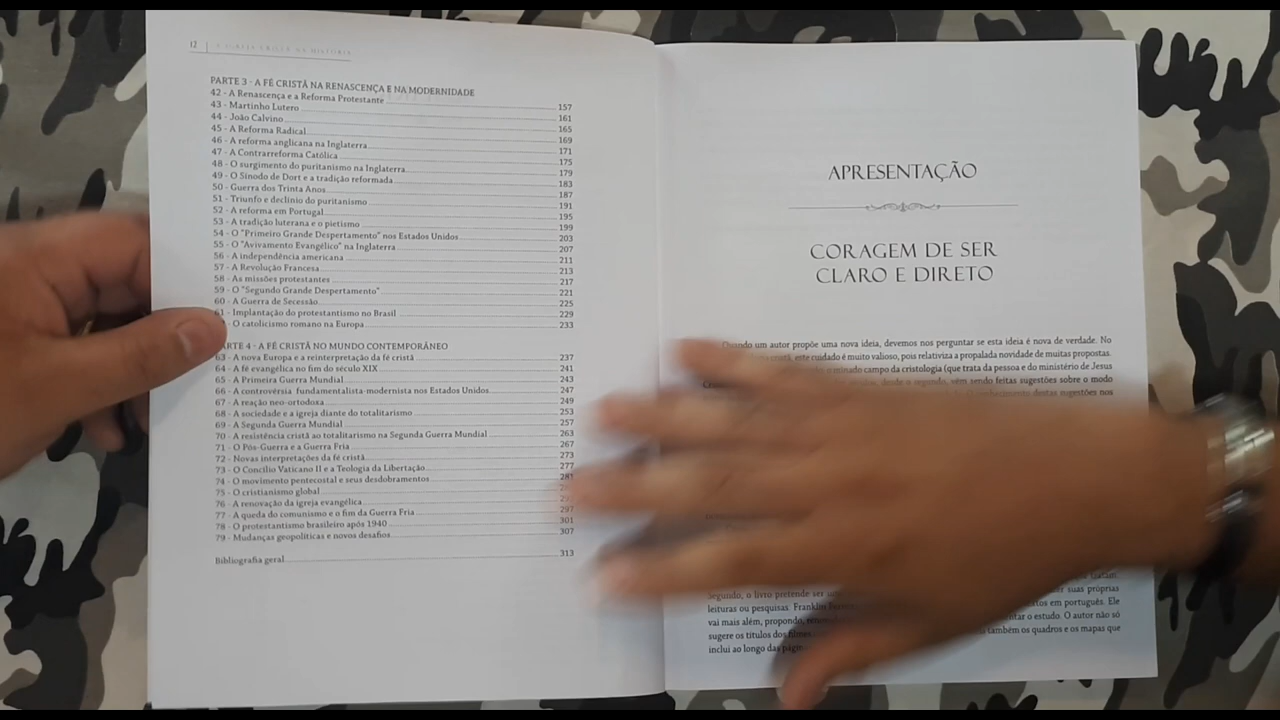 12 | A IGREJA CRISTÃ NA HISTÓRIA
PARTE 3 - A FÉ CRISTÃ NA RENASCENÇA E NA MODERNIDADE
42 - A Renascença e a Reforma Protestante 157
43 - Martinho Lutero 161
44 - João Calvino 165
45 - A Reforma Radical 169
46 - A reforma anglicana na Inglaterra 171
47 - A Contrarreforma Católica 175
48 - O surgimento do puritanismo na Inglaterra 179
49 - O Sínodo de Dort e a tradição reformada 183
50 - Guerra dos Trinta Anos 187
51 - Triunfo e declínio do puritanismo 191
52 - A reforma em Portugal 195
53 - A tradição luterana e o pietismo 199
54 - O "Primeiro Grande Despertamento" nos Estados Unidos 203
55 - O "Avivamento Evangélico" na Inglaterra 207
56 - A independência americana 211
57 - A Revolução Francesa 213
58 - As missões protestantes 217
59 - O "Segundo Grande Despertamento" 221
60 - A Guerra de Secessão 225
61 - Implantação do protestantismo no Brasil 229
- O catolicismo romano na Europa 233
PARTE 4 - A FÉ CRISTÃ NO MUNDO CONTEMPORÂNEO
63 - A nova Europa e a reinterpretação da fé cristã 237
64 - A fé evangélica no fim do século XIX 241
65 - A Primeira Guerra Mundial 243
66 - A controvérsia fundamentalista-modernista nos Estados Unidos 247
67 - A reação neo-ortodoxa 249
68 - A sociedade e a igreja diante do totalitarismo 253
69 - A Segunda Guerra Mundial 257
70 - A resistência cristã ao totalitarismo na Segunda Guerra Mundial 263
71 - O Pós-Guerra e a Guerra Fria 267
72 - Novas interpretações da fé cristã 273
73 - O Concílio Vaticano II e a Teologia da Libertação 277
74 - O movimento pentecostal e seus desdobramentos 281
75 - O cristianismo global
76 - A renovação da igreja evangélica
77 - A queda do comunismo e o fim da Guerra Fria 297
78 - O protestantismo brasileiro após 1940 301
79 - Mudanças geopolíticas e novos desafios 307
Bibliografia geral 313
APRESENTAÇÃO
CORAGEM DE SER
CLARO E DIRETO
Quando um autor propõe uma nova ideia, devemos nos perguntar se esta ideia é nova de verdade. No
este cuidado é muito valioso, pois relativiza a propalada novidade de muitas propostas.
minado campo da cristologia (que trata da pessoa e do ministério de Jesus
desde o segundo, vêm sendo feitas sugestões sobre o modo
destas sugestões nos
Segundo, o livro pretende ser suas próprias
leituras ou pesquisas. Franklin em português. Ele
vai mais além, propondo, o estudo. O autor não só
sugere os títulos dos filmes também os quadros e os mapas que
inclui ao longo das